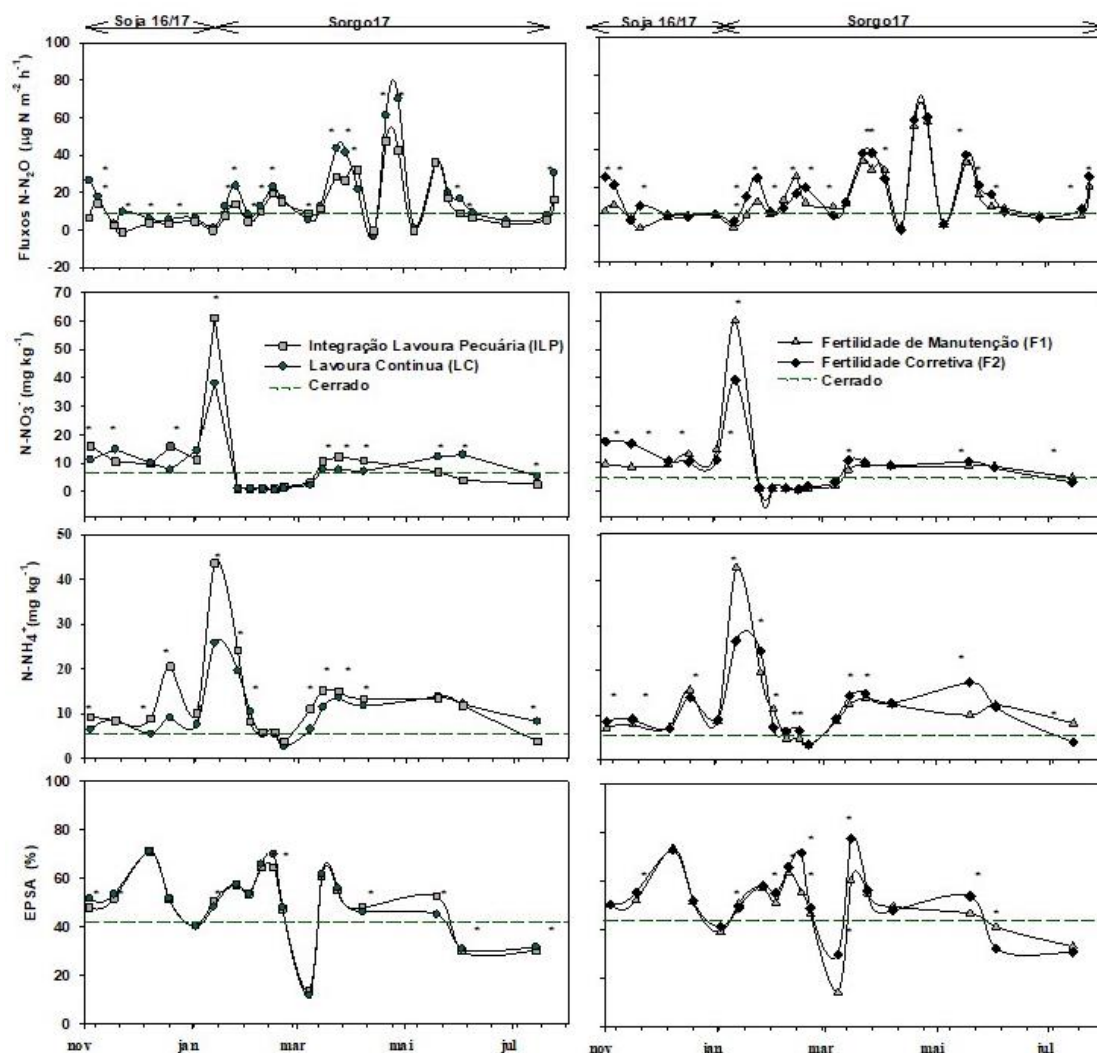 Soja 16/17 Sorgo17 Soja 16/17 Sorgo17
Fluxos N-N₂O (µg N m⁻² h⁻¹)
100
80
60
40
20
0
-20
N-NO₃⁻ (mg kg⁻¹)
70
60
50
40
30
20
10
0
Integração Lavoura Pecuária (ILP)
Lavoura Continua (LC)
Cerrado
Fertilidade de Manutenção (F1)
Fertilidade Corretiva (F2)
Cerrado
N-NH₄⁺(mg kg⁻¹)
50
40
30
20
10
0
EPSA (%)
100
80
60
40
20
0
nov jan mar mai jul nov jan mar mai jul